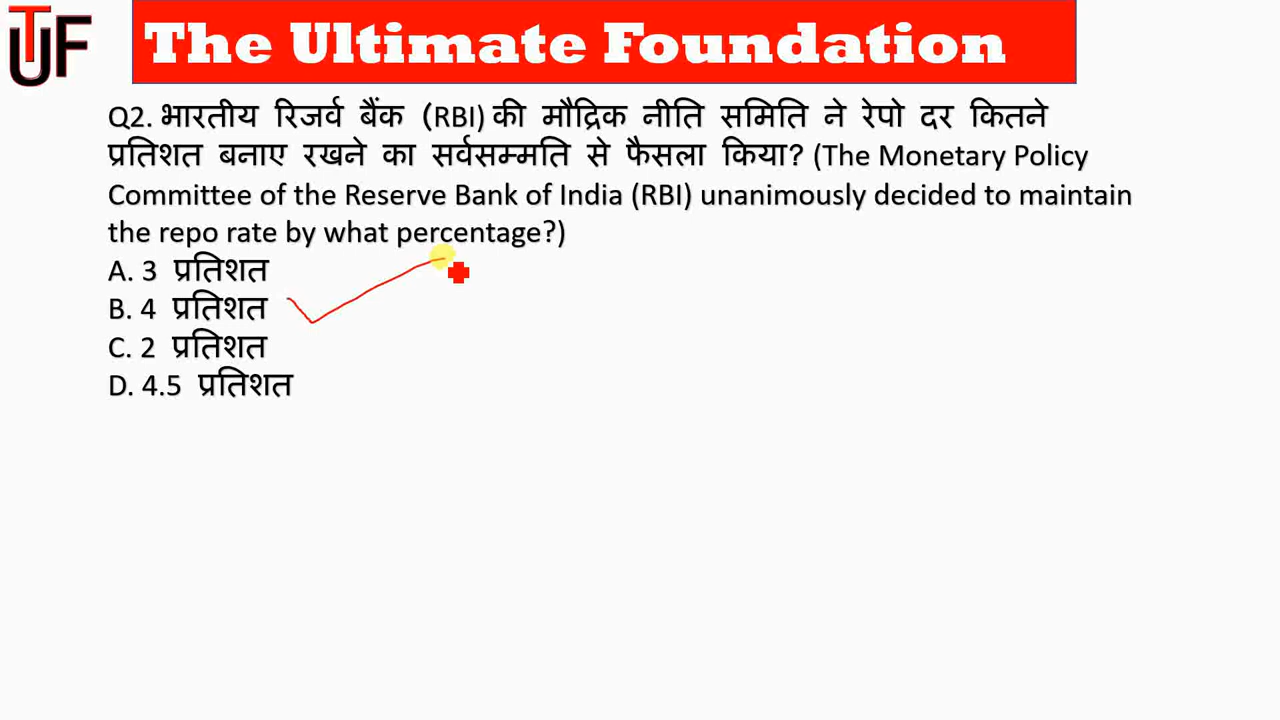 TUF
The Ultimate Foundation
Q2. भारतीय रिजर्व बैंक (RBI) की मौद्रिक नीति समिति ने रेपो दर कितने
प्रतिशत बनाए रखने का सर्वसम्मति से फैसला किया? (The Monetary Policy
Committee of the Reserve Bank of India (RBI) unanimously decided to maintain
the repo rate by what percentage?)
A. 3 प्रतिशत
B. 4 प्रतिशत
C. 2 प्रतिशत
D. 4.5 प्रतिशत